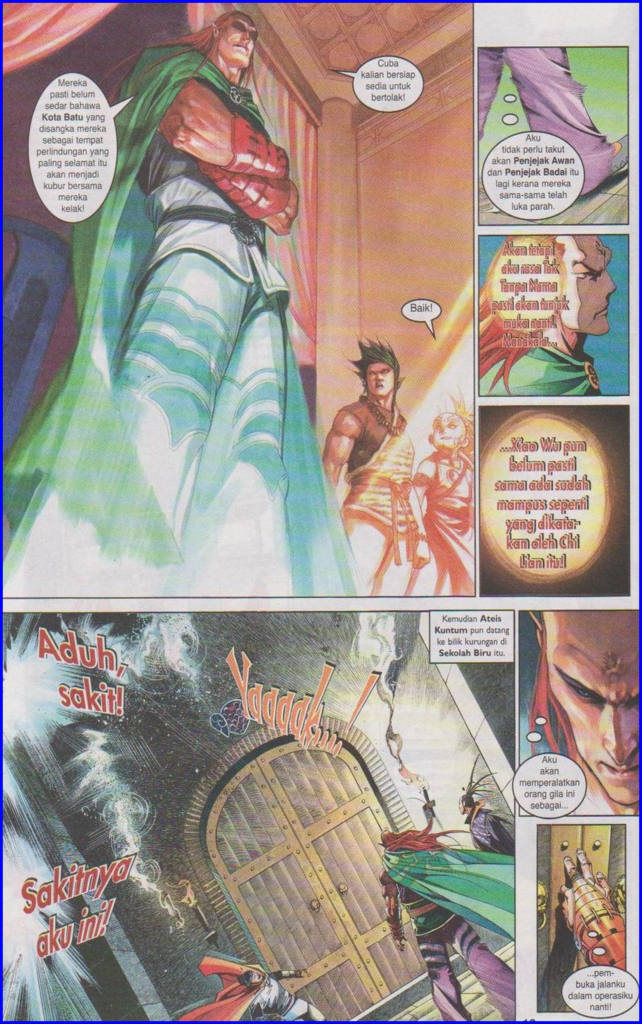 Mereka
pasti belum
sedar bahawa
Kota Batu yang
disangka mereka
sebagai tempat
perlindungan yang
paling selamat itu
akan menjadi
kubur bersama
mereka
kelak!
Cuba
kalian bersiap
sedia untuk
bertolak!
Baik!
Aku
tidak perlu takut
akan Penjejak Awan
dan Penjejak Badai itu
lagi kerana mereka
sama-sama telah
luka parah.
Akan tetapi
aku rasa Tok
Tanpa Nama
pasti akan tunjuk
muka nanti!
Manakala...
...Xiao Wu pun
belum pasti
sama ada sudah
mampus seperti
yang dikata-
kan oleh Chi
Lian itu!
Aduh,
sakit!
Yaaaak...!
Sakitnya
aku ini!
Kemudian Ateis
Kuntum pun datang
ke bilik kurungan di
Sekolah Biru itu.
Aku
akan
memperalatkan
orang gila ini
sebagai...
...pem-
buka jalanku
dalam operasiku
nanti!